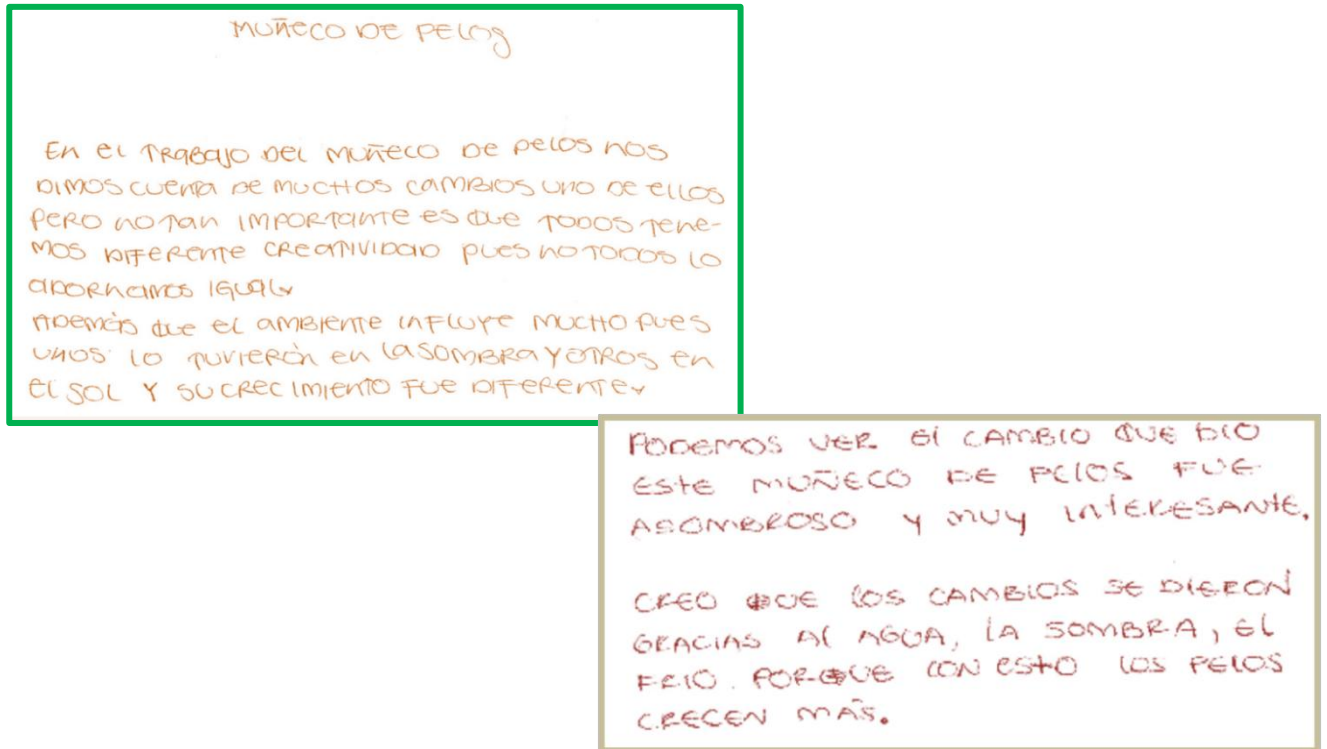 MUÑECO DE PELOS
EN EL TRABAJO DEL MUÑECO DE PELOS NOS
DIMOS CUENTA DE MUCHOS CAMBIOS UNO DE ELLOS
PERO NO TAN IMPORTANTE ES QUE TODOS TENE-
MOS DIFERENTE CREATIVIDAD PUES NO TODOS LO
ADORNAMOS IGUAL
ADEMÁS QUE EL AMBIENTE INFLUYE MUCHO PUES
UNOS LO TUVIERÓN EN LA SOMBRA Y OTROS EN
EL SOL Y SU CRECIMIENTO FUE DIFERENTE
PODEMOS VER El CAMBIO QUE DIO
ESTE MUÑECO DE PELOS FUE
ASOMBROSO Y MUY INTERESANTE.
CREO QUE LOS CAMBIOS SE DIERON
GRACIAS Al AGUA, LA SOMBRA, EL
FRIO. PORQUE CON ESTO LOS PELOS
CRECEN MÁS.